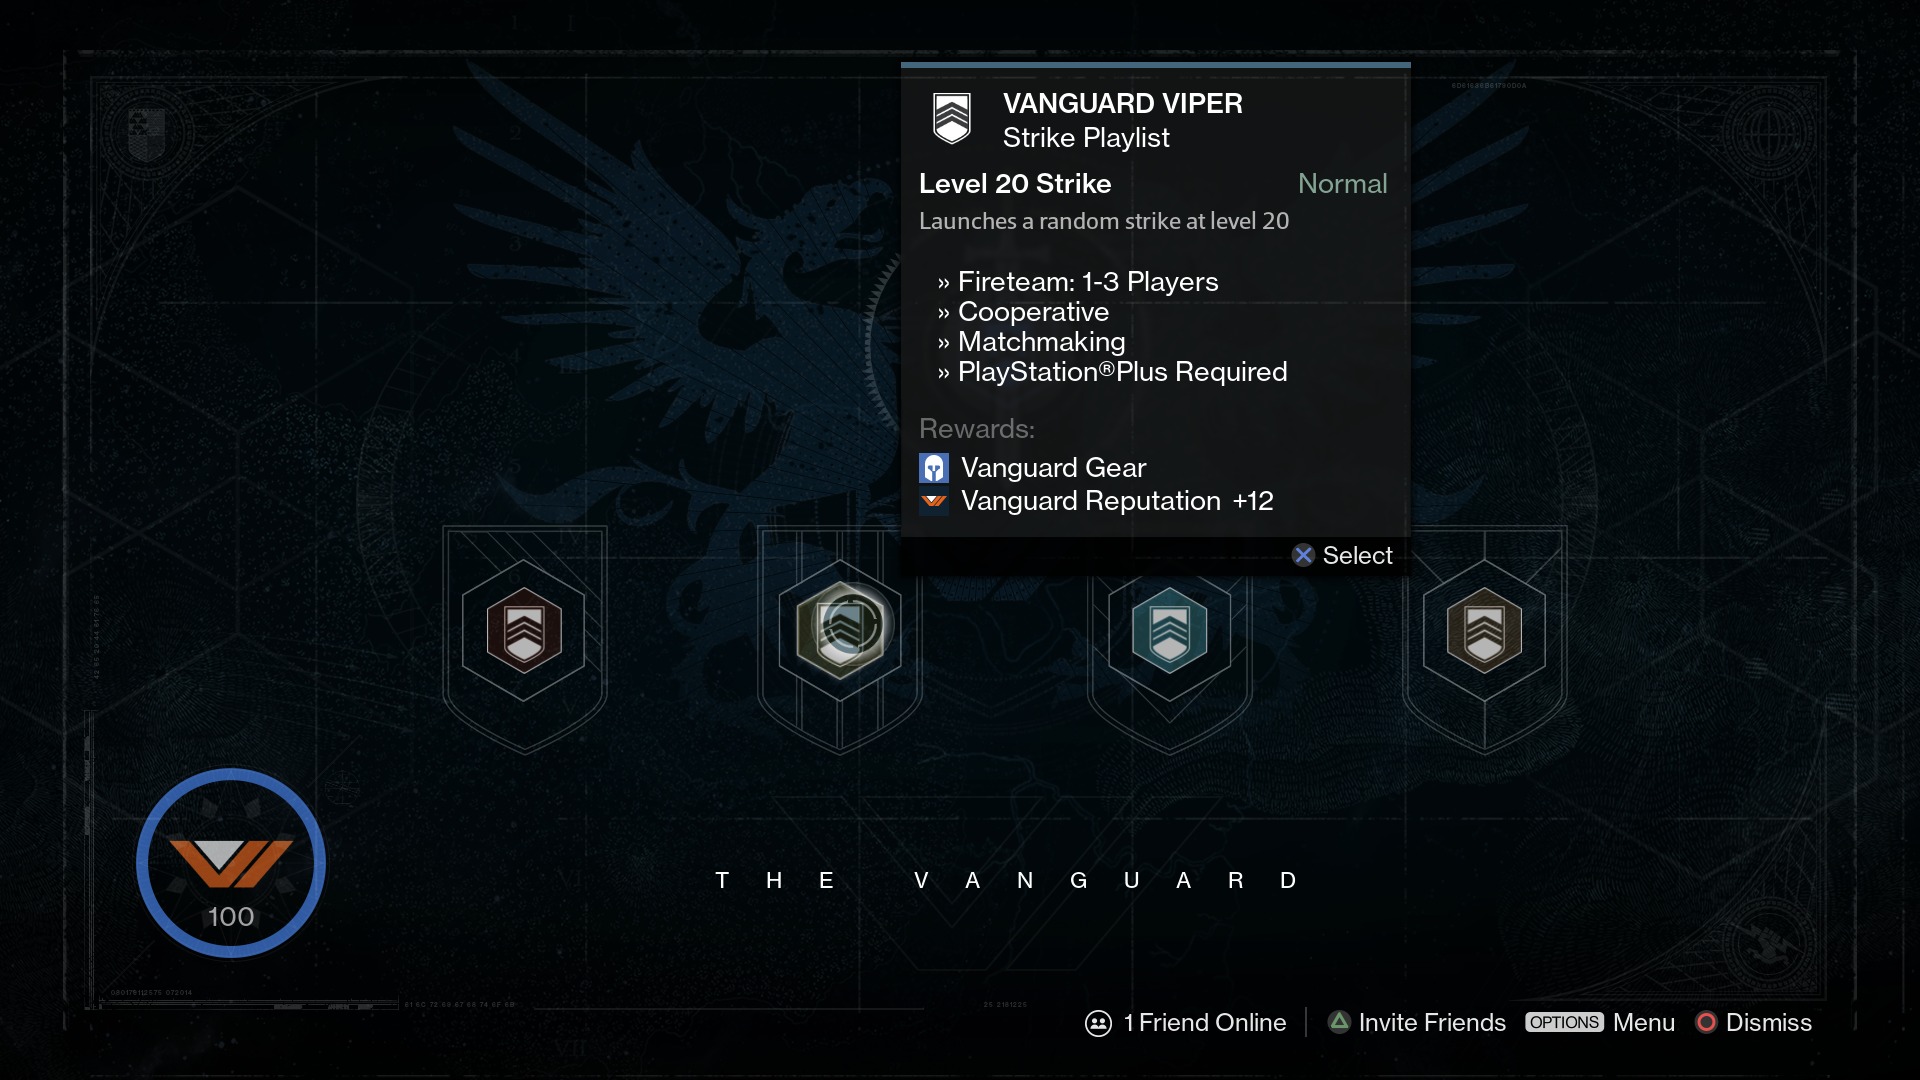 VANGUARD VIPER
Strike Playlist
Level 20 Strike Normal
Launches a random strike at level 20
» Fireteam: 1-3 Players
» Cooperative
» Matchmaking
» PlayStation®Plus Required
Rewards:
Vanguard Gear
Vanguard Reputation +12
Select
100
THE VANGUARD
1 Friend Online
Invite Friends
OPTIONS Menu
Dismiss